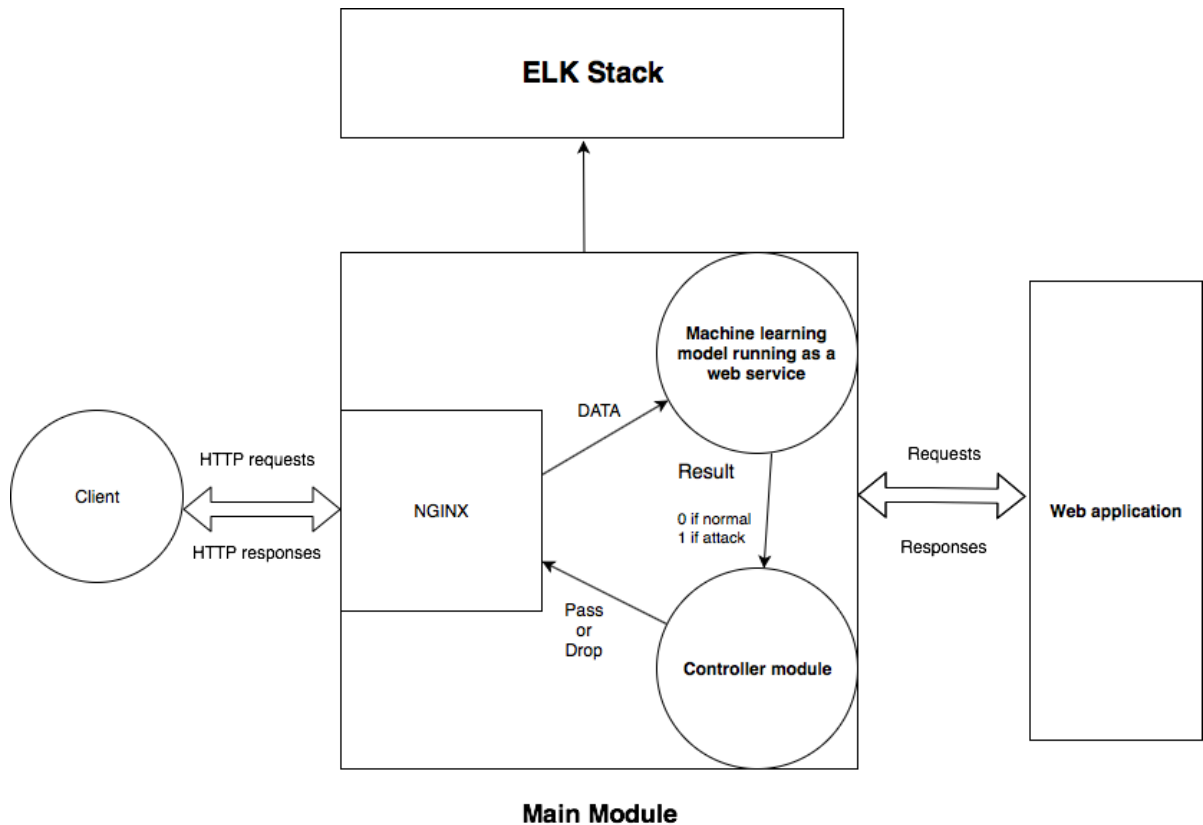 ELK Stack
Machine learning
model running as a
web service
DATA
HTTP requests
Client
NGINX
HTTP responses
Result
0 if normal
1 if attack
Requests
Web application
Responses
Pass
or
Drop
Controller module
Main Module